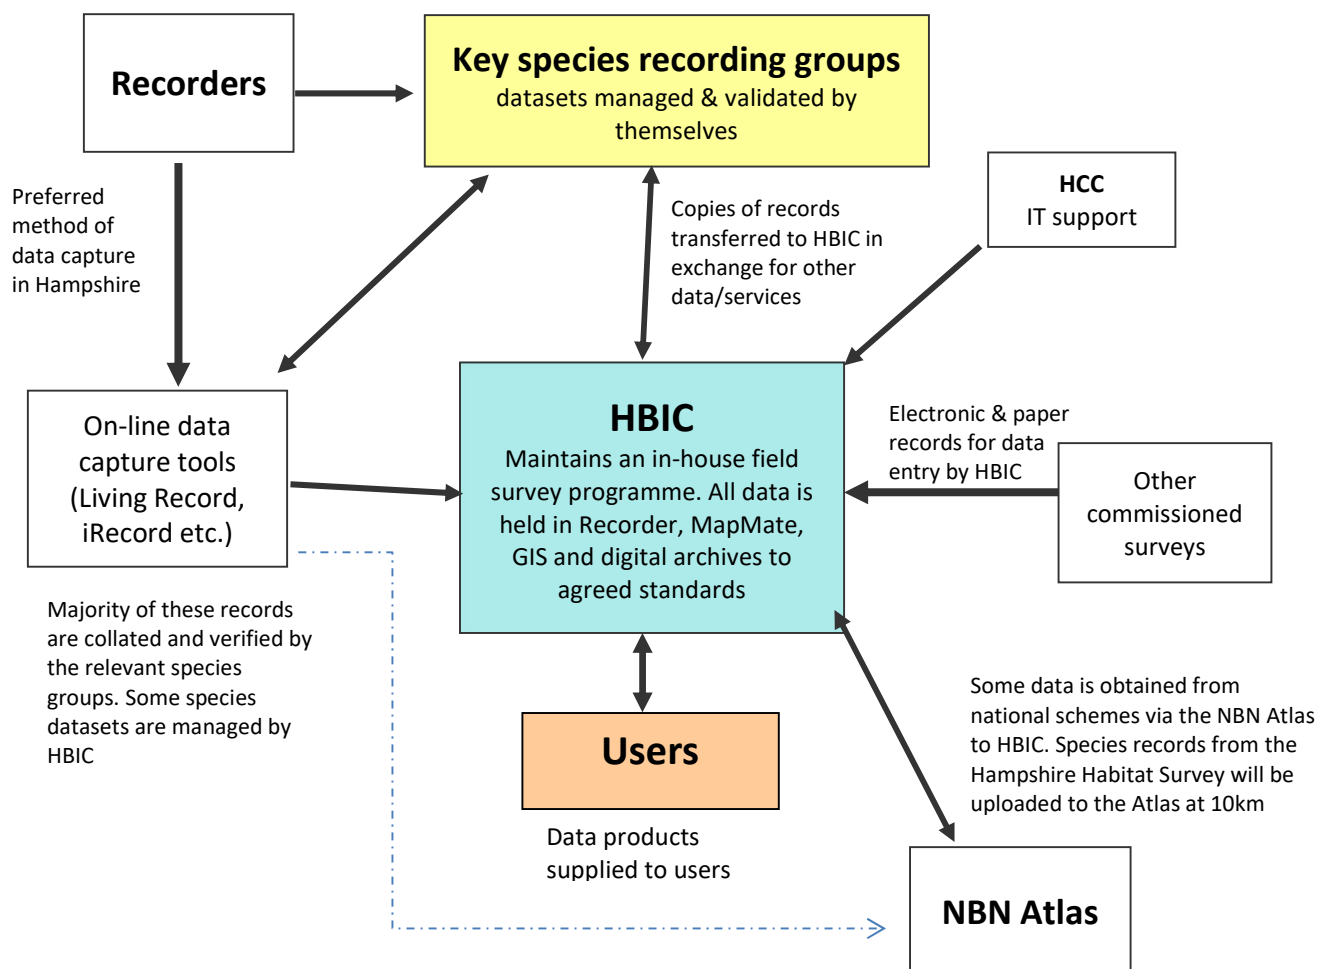 Recorders
Key species recording groups
datasets managed & validated by
themselves
Preferred
method of
data capture
in Hampshire
Copies of records
transferred to HBIC in
exchange for other
data/services
HCC
IT support
On-line data
capture tools
(Living Record,
iRecord etc.)
HBIC
Maintains an in-house field
survey programme. All data is
held in Recorder, MapMate,
GIS and digital archives to
agreed standards
Electronic & paper
records for data
entry by HBIC
Other
commissioned
surveys
Majority of these records
are collated and verified by
the relevant species
groups. Some species
datasets are managed by
HBIC
Users
Data products
supplied to users
Some data is obtained from
national schemes via the NBN Atlas
to HBIC. Species records from the
Hampshire Habitat Survey will be
uploaded to the Atlas at 10km
NBN Atlas